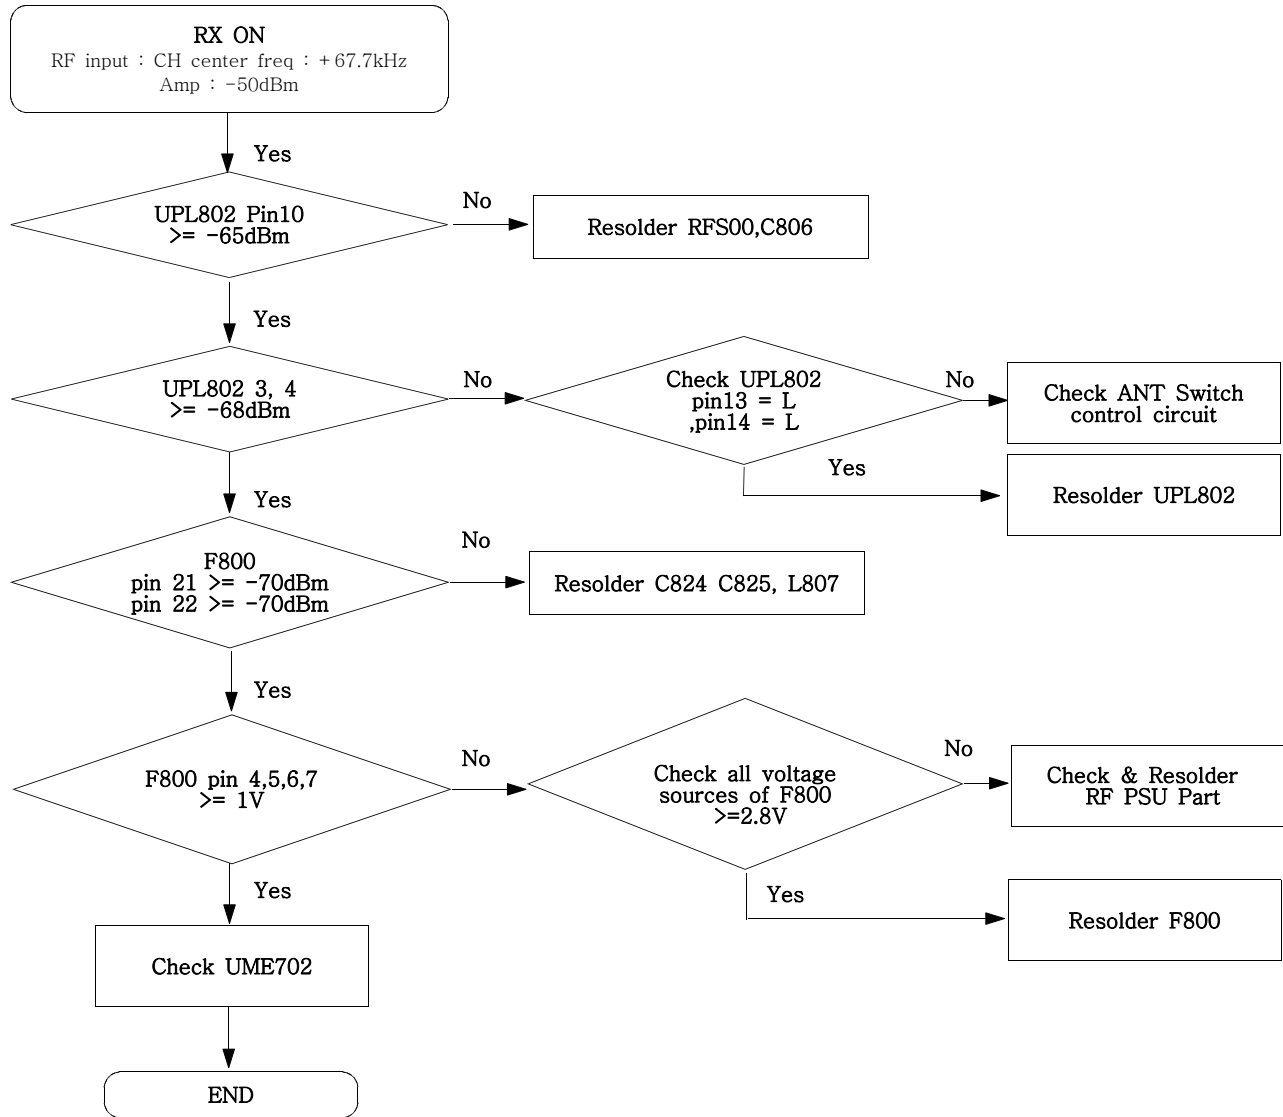 RX ON
RF input : CH center freq : +67.7kHz
Amp : -50dBm
Yes
UPL802 Pin10
>= -65dBm
No
Resolder RFS00,C806
Yes
UPL802 3, 4
>= -68dBm
No
Check UPL802
pin13 = L
,pin14 = L
No
Check ANT Switch
control circuit
Yes
Resolder UPL802
Yes
F800
pin 21 >= -70dBm
pin 22 >= -70dBm
No
Resolder C824 C825, L807
Yes
F800 pin 4,5,6,7
>= 1V
No
Check all voltage
sources of F800
>=2.8V
No
Check & Resolder
RF PSU Part
Yes
Resolder F800
Yes
Check UME702
END